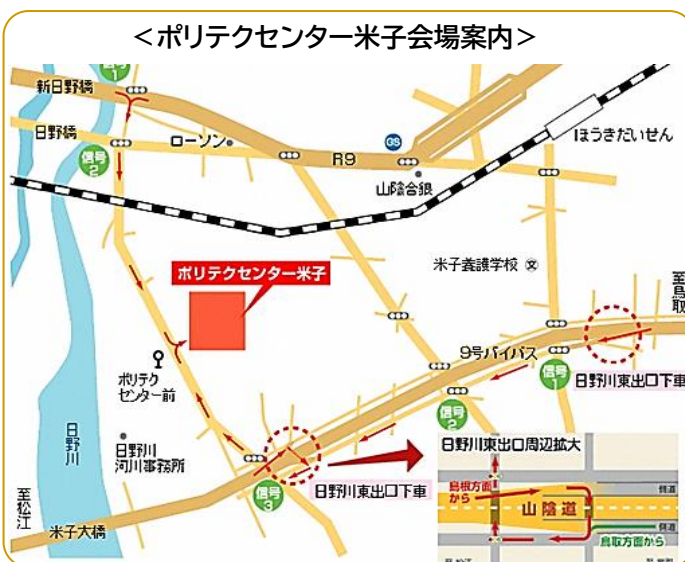 <ポリテクセンター米子会場案内>
信号
1
新日野橋
日野橋
信号
2
ローソン
R9
GS
山陰合銀
ほうきだいせん
ポリテクセンター米子
米子養護学校
文
至鳥取
9号バイパス
信号
1
日野川東出口下車
ポリテク
センター前
信号
2
日野川東出口周辺拡大
日野川
日野川
河川事務所
信号
3
日野川東出口下車
至松江
米子大橋
島根方面
から
側道
山陰道
側道
鳥取方面から